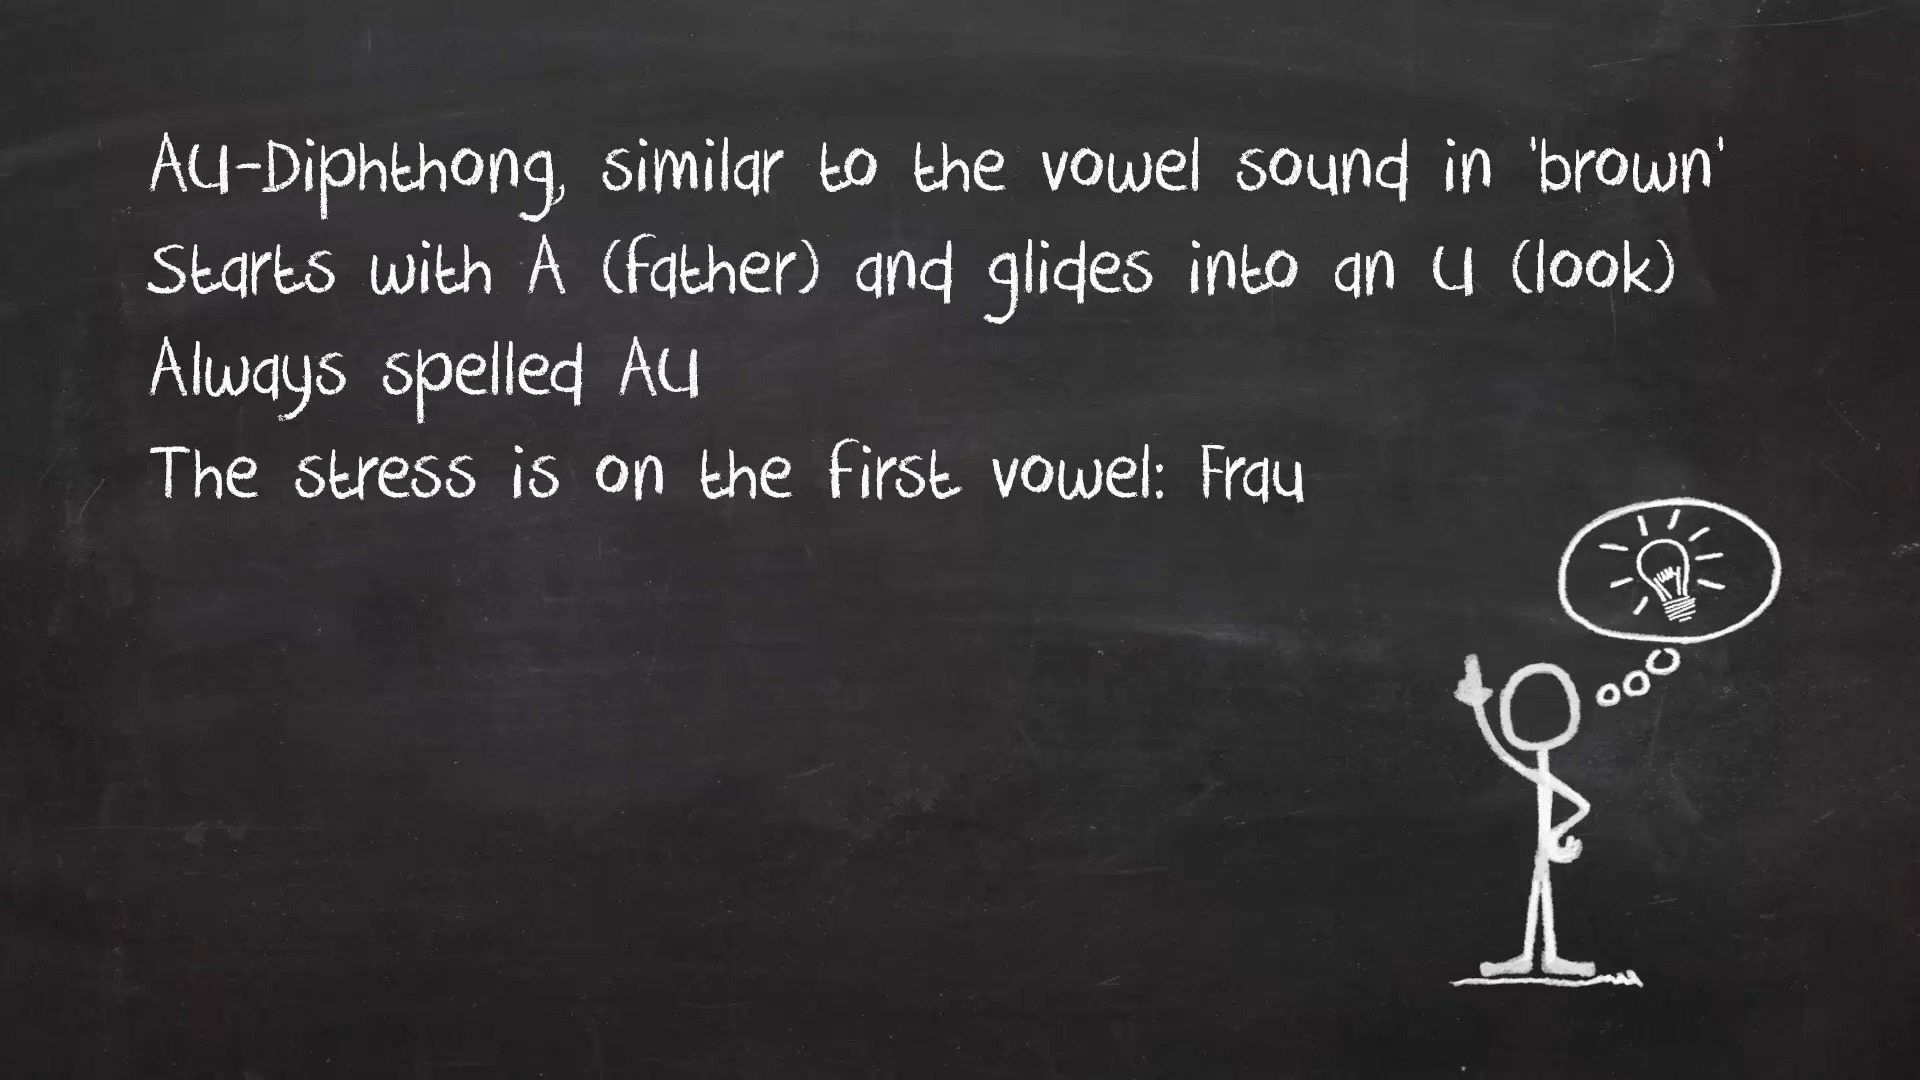 AU-Diphthong, similar to the vowel sound in 'brown'
Starts with A (father) and glides into an U (look)
Always spelled AU
The stress is on the first vowel: Frau